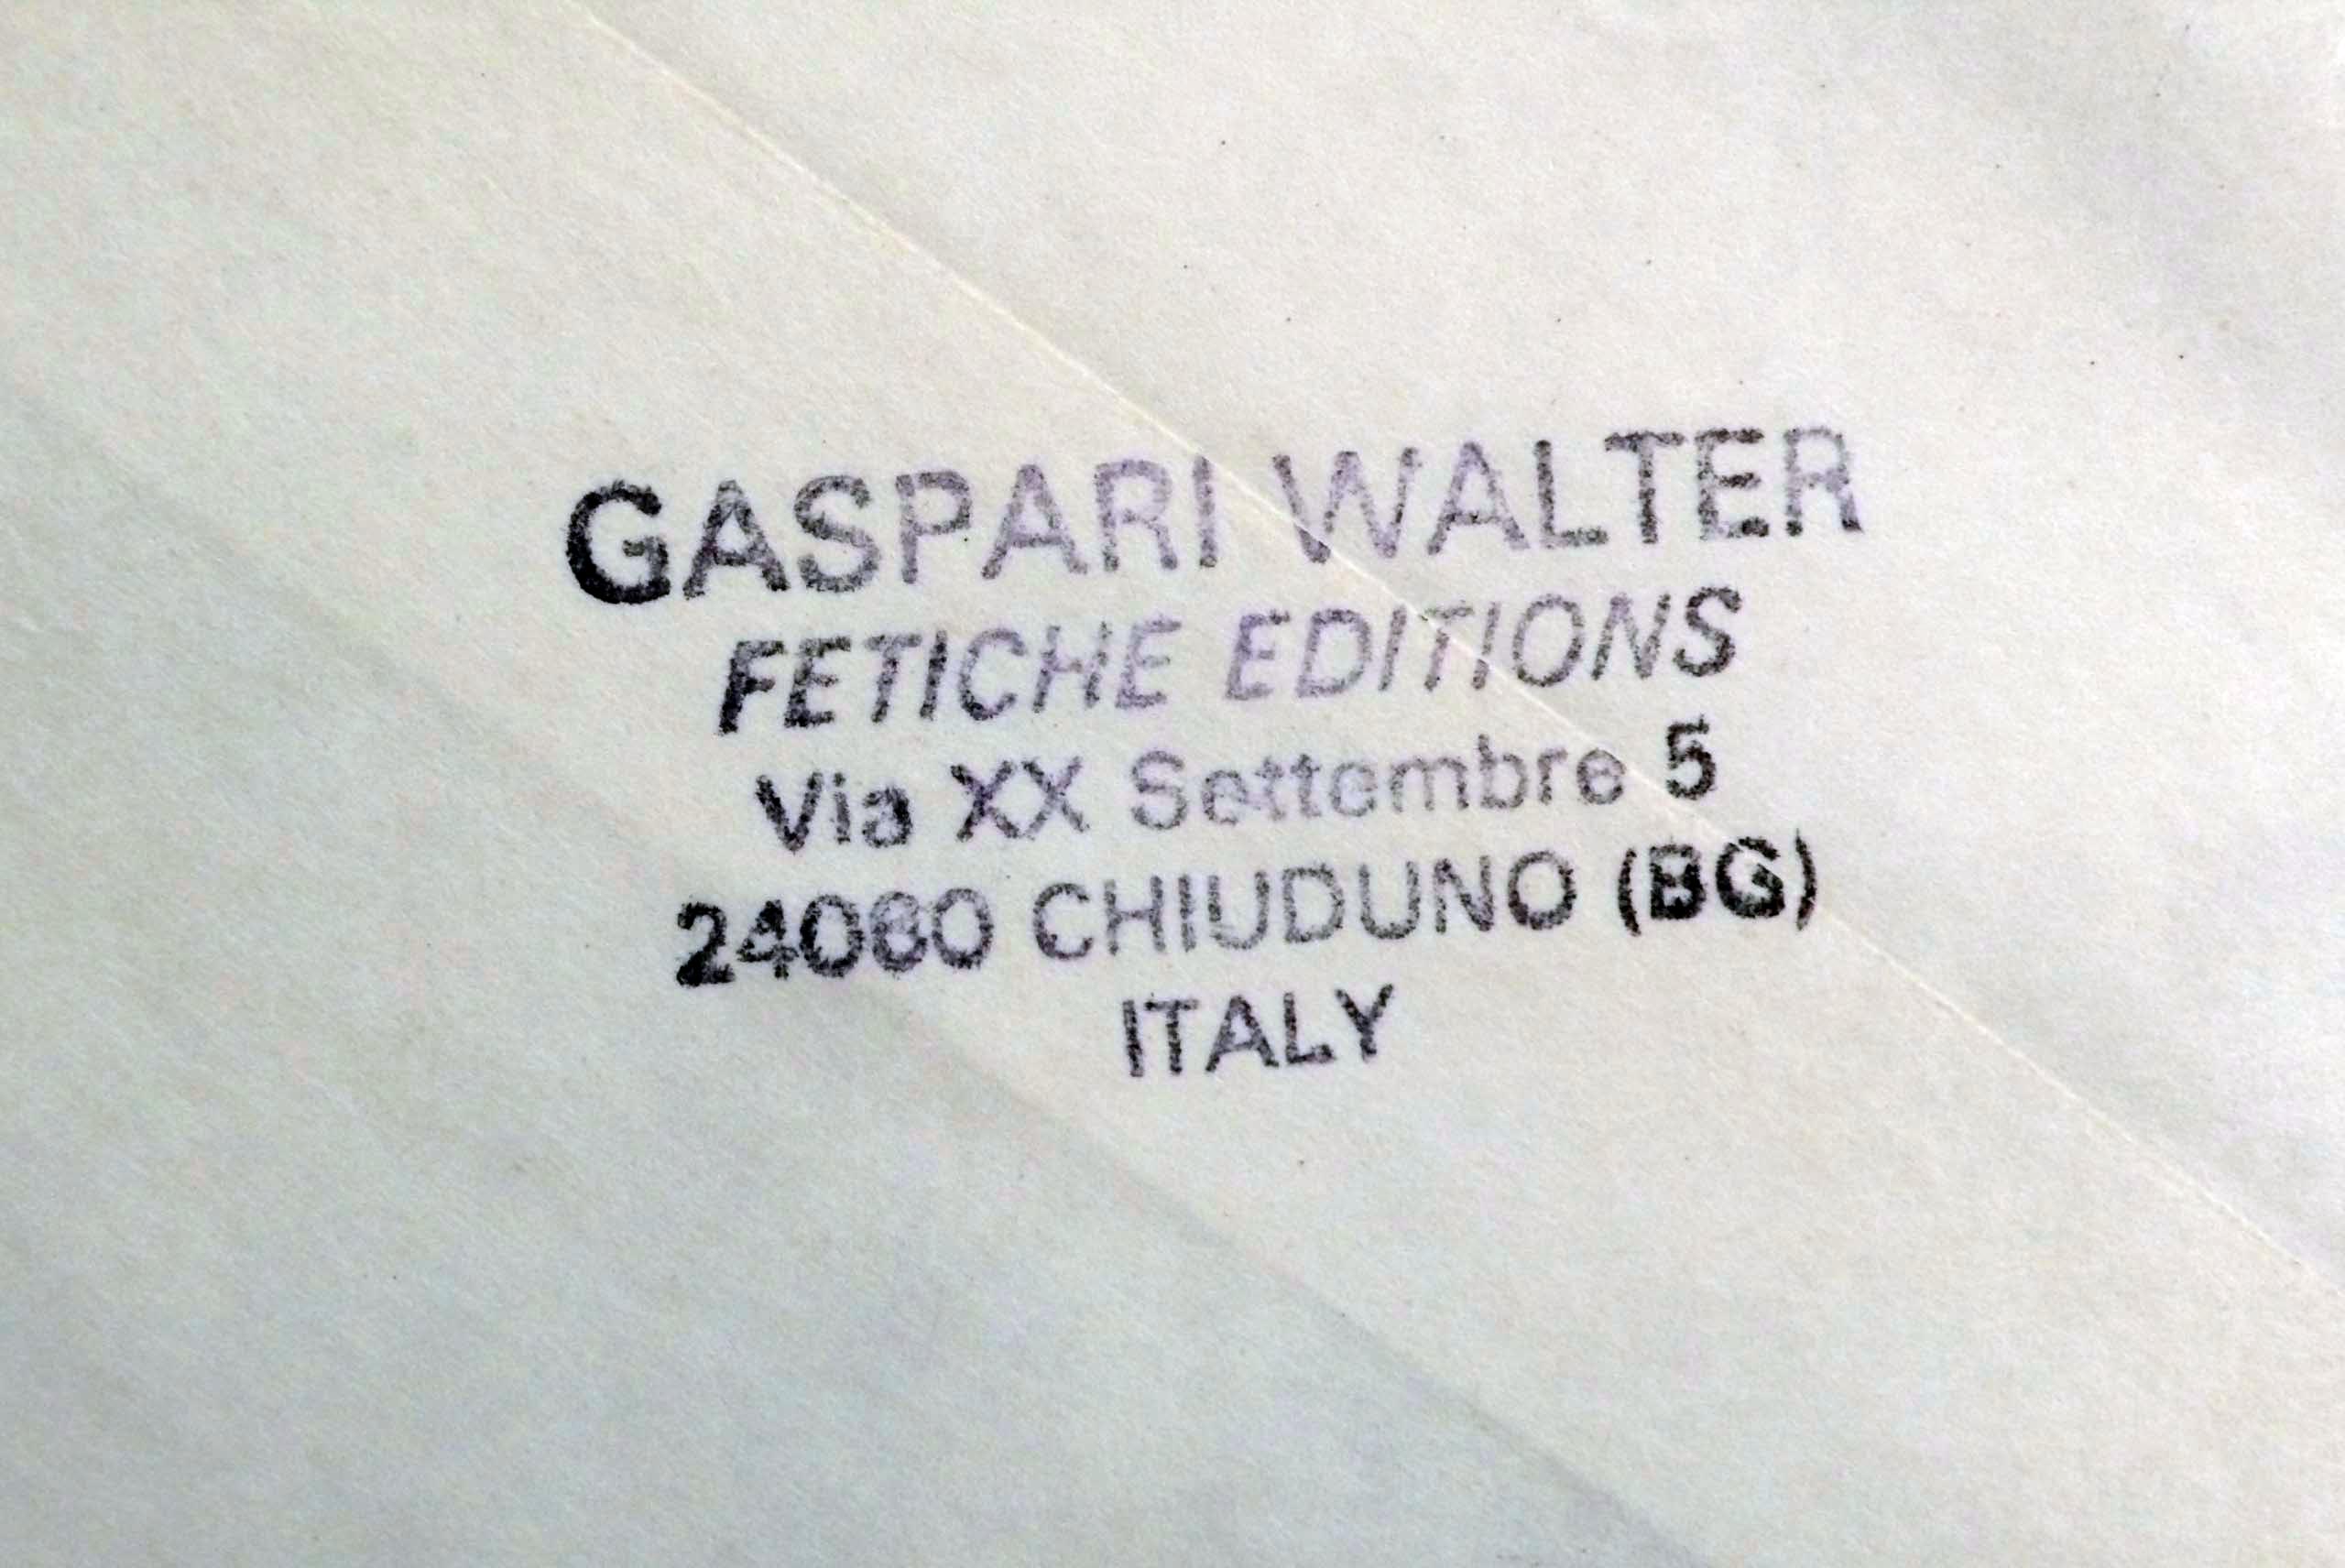 GASPARI WALTER
FETICHE EDITIONS
Via XX Settembre 5
24060 CHIUDUNO (BG)
ITALY